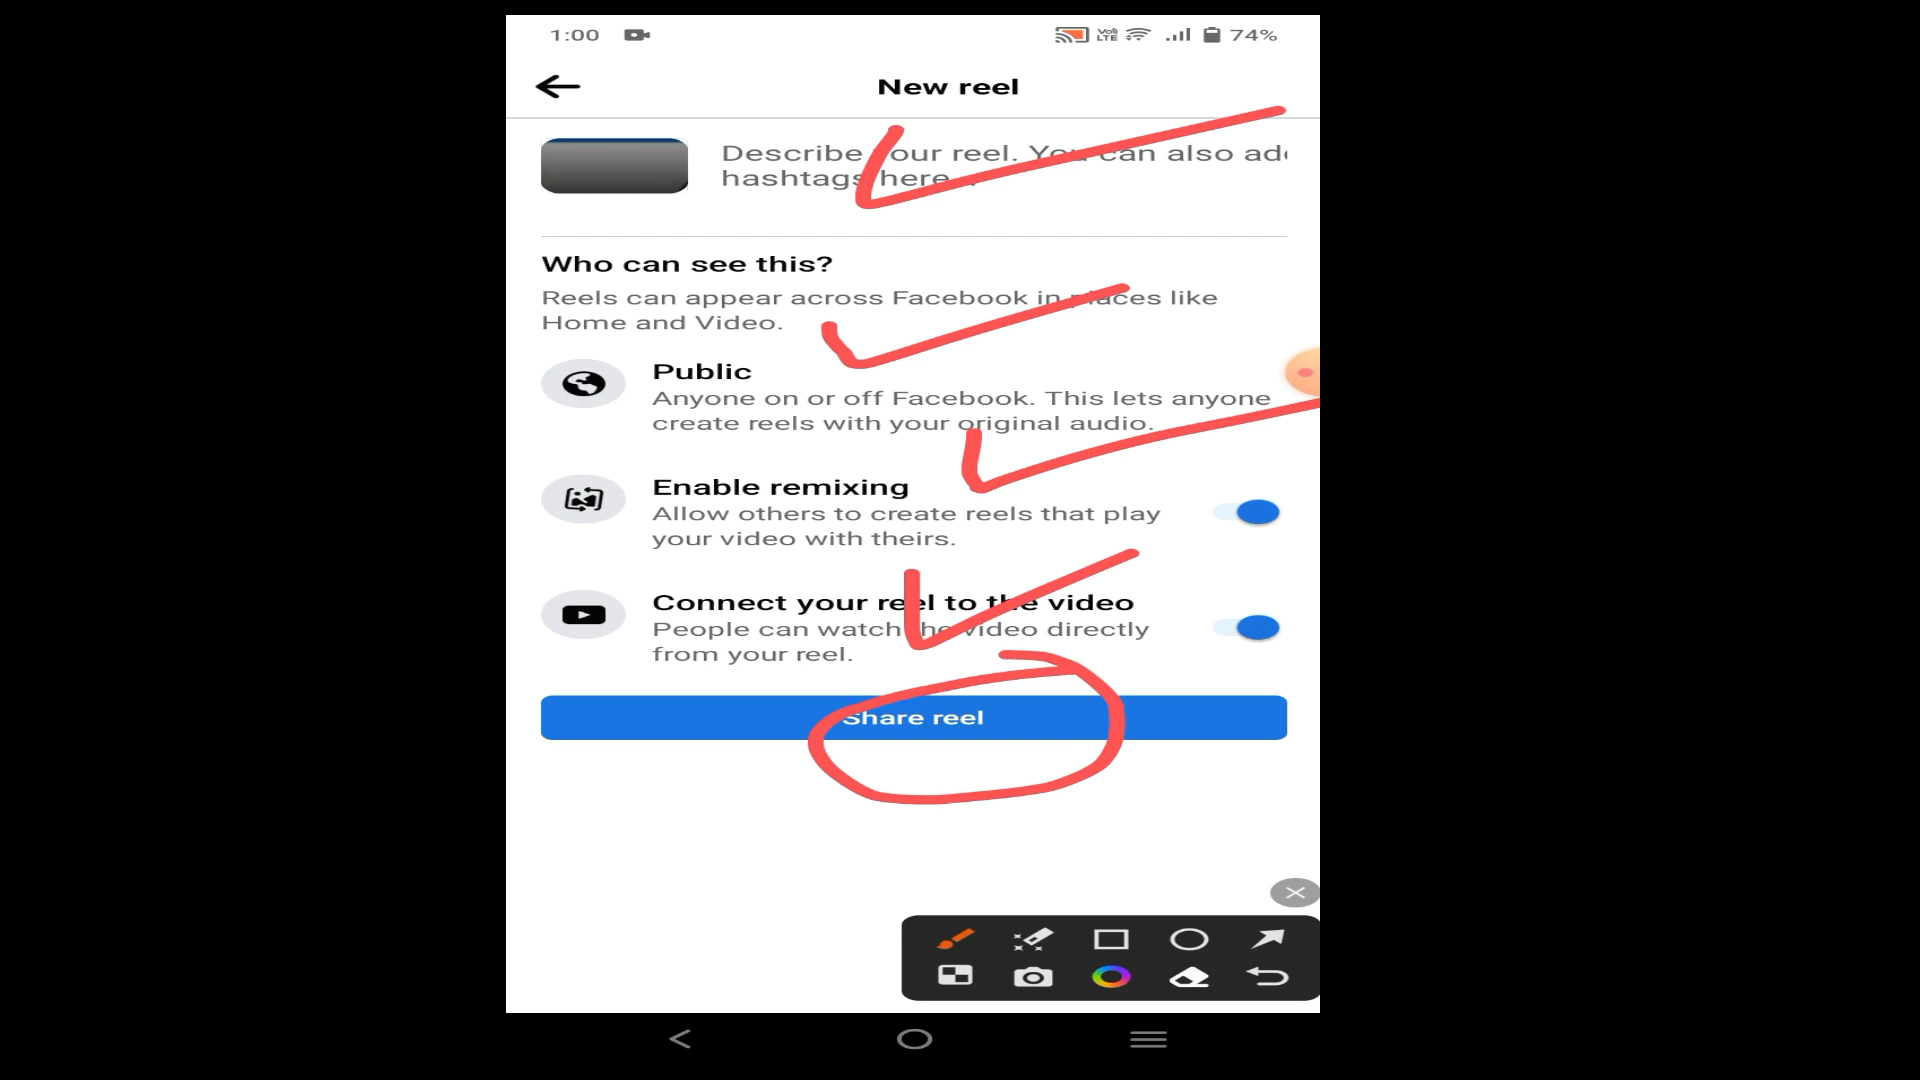 1:00
Vo)
LTE
74%
New reel
Describe your reel. You can also add
hashtags here...
Who can see this?
Reels can appear across Facebook in places like
Home and Video.
Public
Anyone on or off Facebook. This lets anyone
create reels with your original audio.
Enable remixing
Allow others to create reels that play
your video with theirs.
Connect your reel to the video
People can watch the video directly
from your reel.
Share reel